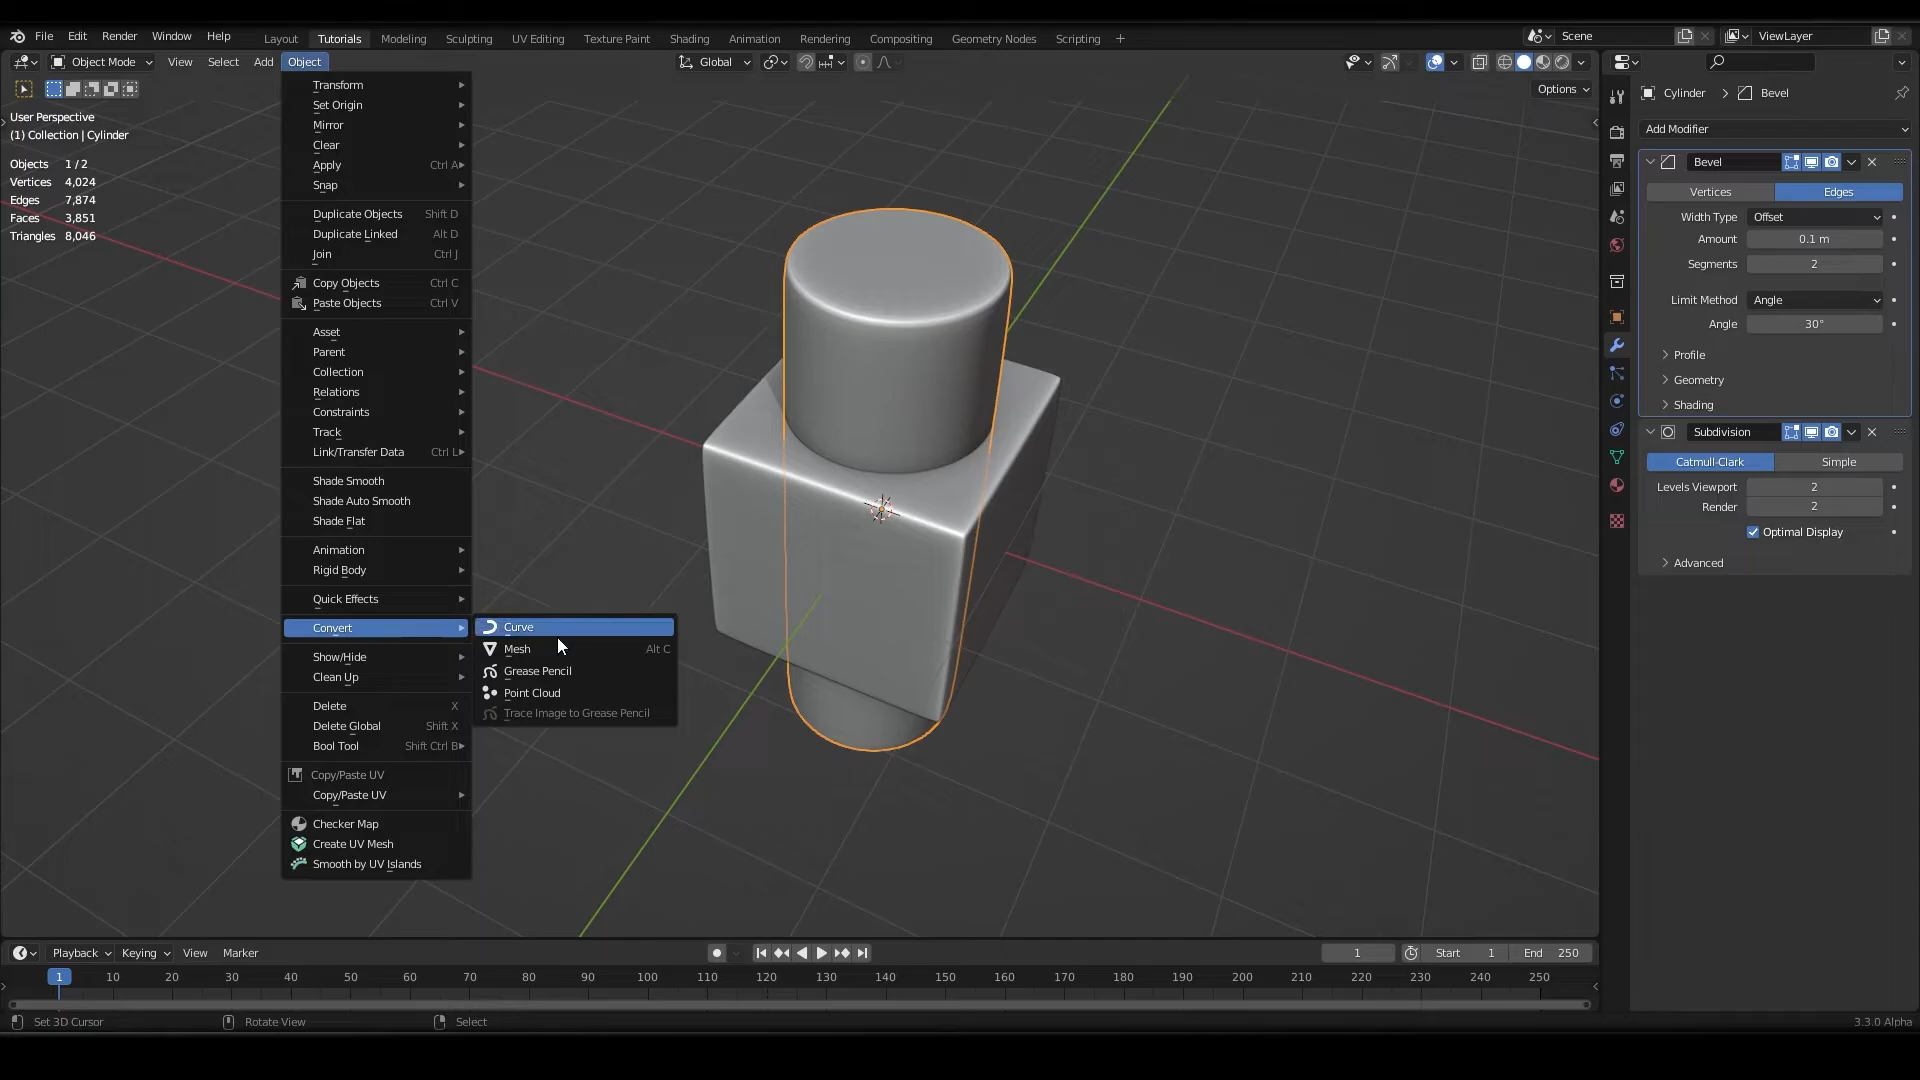 File Edit Render Window Help Layout Tutorials Modeling Sculpting UV Editing Texture Paint Shading Animation Rendering Compositing Geometry Nodes Scripting + Scene ViewLayer
Object Mode View Select Add Object Global
Options
User Perspective
(1) Collection | Cylinder
Objects 1 / 2
Vertices 4,024
Edges 7,874
Faces 3,851
Triangles 8,046
Transform
Set Origin
Mirror
Clear
Apply Ctrl A
Snap
Duplicate Objects Shift D
Duplicate Linked Alt D
Join Ctrl J
Copy Objects Ctrl C
Paste Objects Ctrl V
Asset
Parent
Collection
Relations
Constraints
Track
Link/Transfer Data Ctrl L
Shade Smooth
Shade Auto Smooth
Shade Flat
Animation
Rigid Body
Quick Effects
Convert
Show/Hide
Clean Up
Delete X
Delete Global Shift X
Bool Tool Shift Ctrl B
Copy/Paste UV
Copy/Paste UV
Checker Map
Create UV Mesh
Smooth by UV Islands
Curve
Mesh Alt C
Grease Pencil
Point Cloud
Trace Image to Grease Pencil
Cylinder > Bevel
Add Modifier
Bevel
Vertices Edges
Width Type Offset
Amount 0.1 m
Segments 2
Limit Method Angle
Angle 30°
Profile
Geometry
Shading
Subdivision
Catmull-Clark Simple
Levels Viewport 2
Render 2
Optimal Display
Advanced
Playback Keying View Marker 1 Start 1 End 250
1 10 20 30 40 50 60 70 80 90 100 110 120 130 140 150 160 170 180 190 200 210 220 230 240 250
Set 3D Cursor Rotate View Select 3.3.0 Alpha